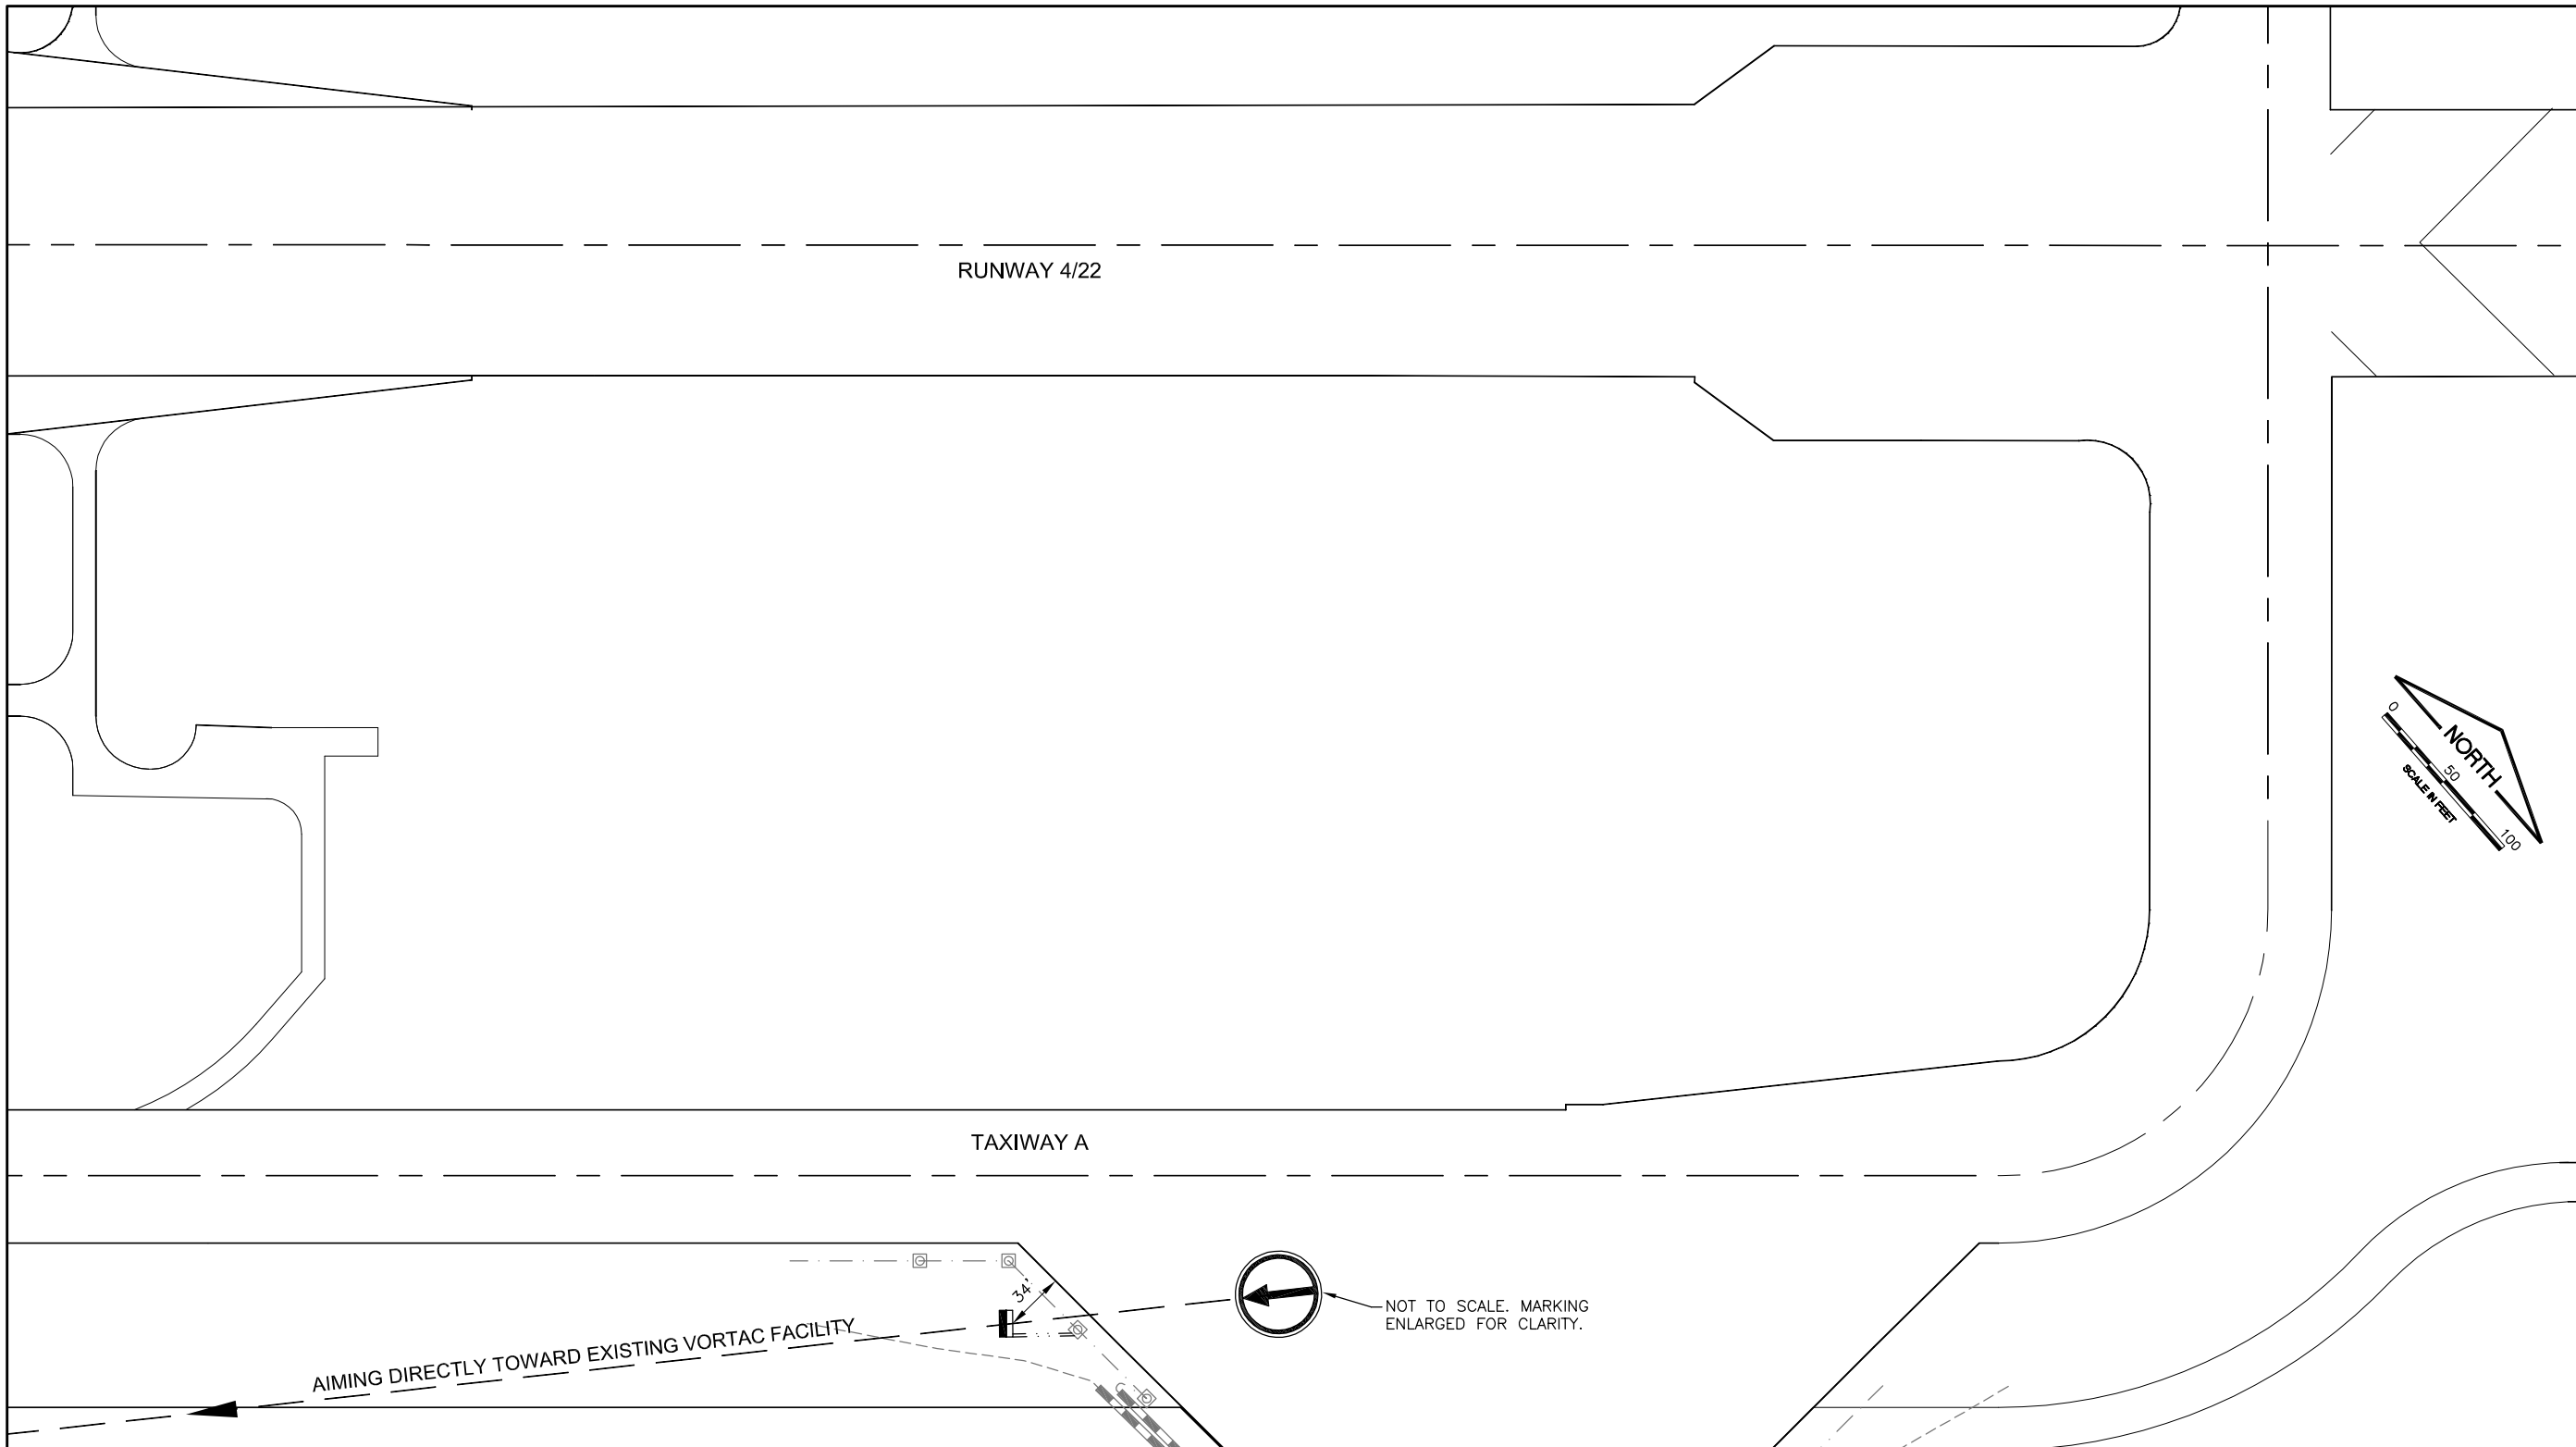 RUNWAY 4/22
0
NORTH
50
SCALE IN FEET
100
TAXIWAY A
34'
NOT TO SCALE. MARKING
ENLARGED FOR CLARITY.
AIMING DIRECTLY TOWARD EXISTING VORTAC FACILITY